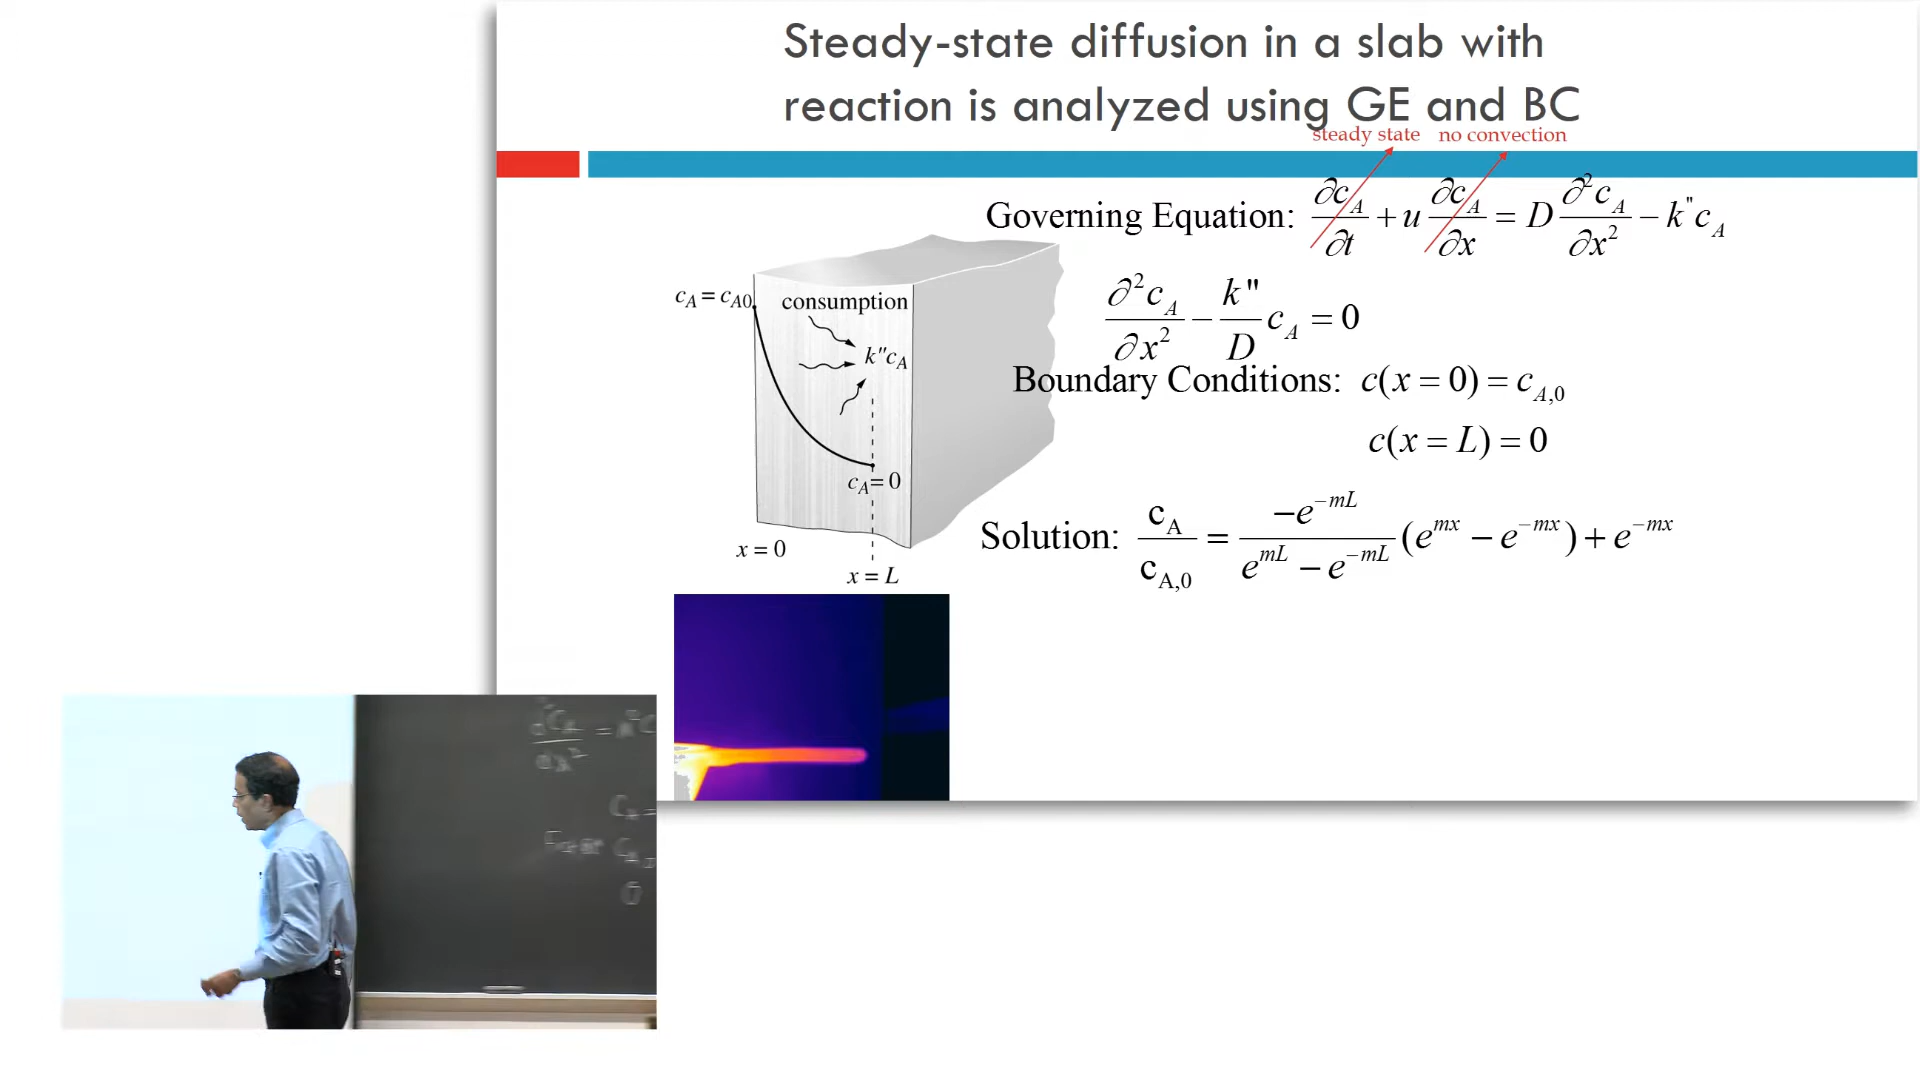 Steady-state diffusion in a slab with
reaction is analyzed using GE and BC
steady state no convection
Governing Equation: ∂c_A/∂t + u ∂c_A/∂x = D ∂²c_A/∂x² − k"c_A
∂²c_A/∂x² − k"/D c_A = 0
Boundary Conditions: c(x = 0) = c_A,0
c(x = L) = 0
Solution: c_A/c_A,0 = −e^−mL/(e^mL − e^−mL) (e^mx − e^−mx) + e^−mx
c_A = c_A0
consumption
k"c_A
c_A = 0
x = 0
x = L